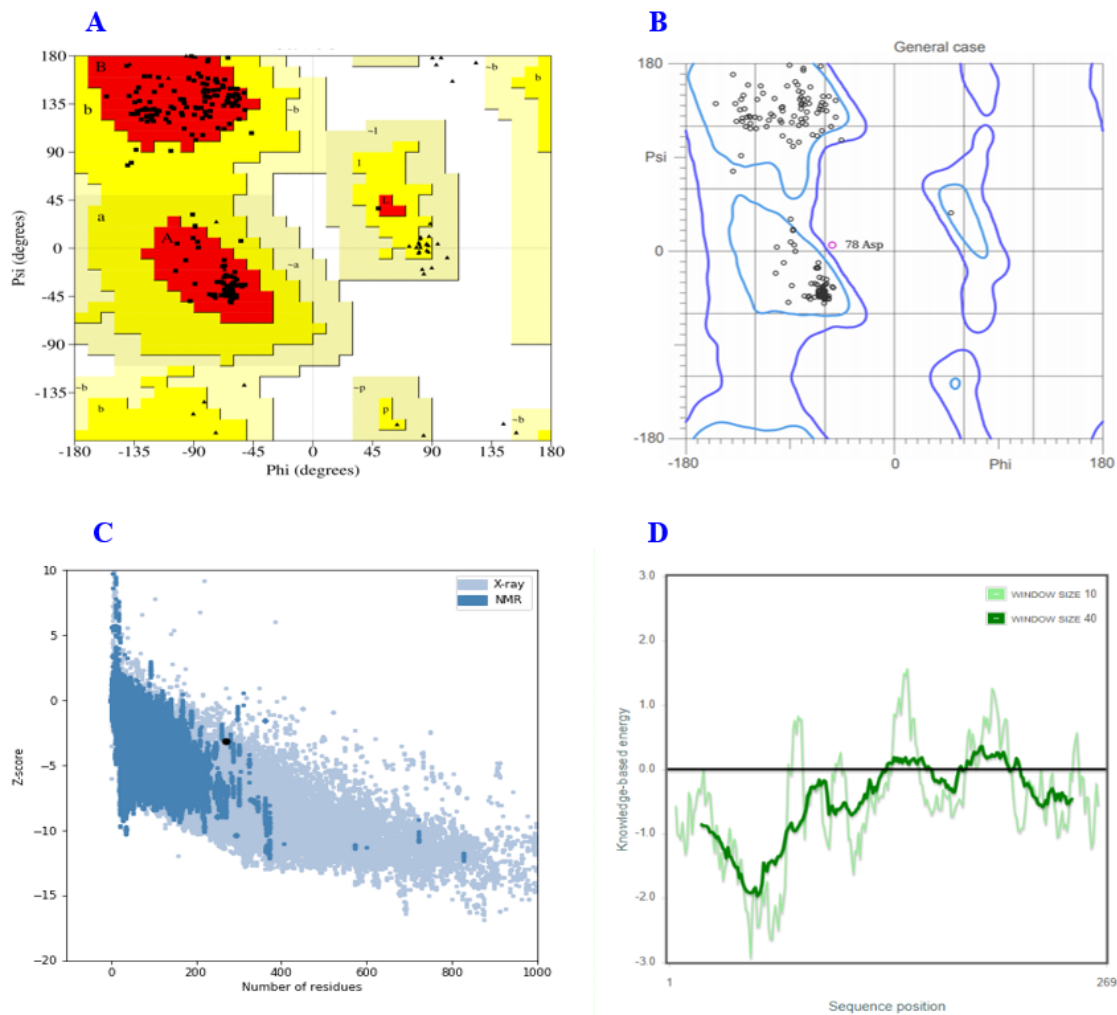 A
B
180
135
90
45
0
-45
-90
-135
-180
Psi (degrees)
B
b
~b
a
A
~a
~l
l
L
~b
b
~b
b
~p
p
~b
b
-180
-135
-90
-45
0
45
90
135
180
Phi (degrees)
General case
180
Psi
0
-180
78 Asp
-180
0
Phi
180
C
D
10
5
0
−5
−10
−15
−20
Z-score
X-ray
NMR
0
200
400
600
800
1000
Number of residues
3.0
2.0
1.0
0.0
-1.0
-2.0
-3.0
Knowledge-based energy
WINDOW SIZE 10
WINDOW SIZE 40
1
269
Sequence position